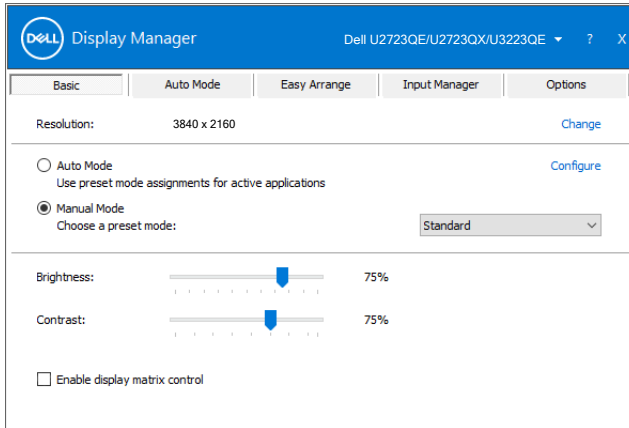 DELL Display Manager Dell U2723QE/U2723QX/U3223QE ? X
Basic Auto Mode Easy Arrange Input Manager Options
Resolution: 3840 x 2160 Change
Auto Mode Configure
Use preset mode assignments for active applications
Manual Mode
Choose a preset mode: Standard
Brightness: 75%
Contrast: 75%
Enable display matrix control